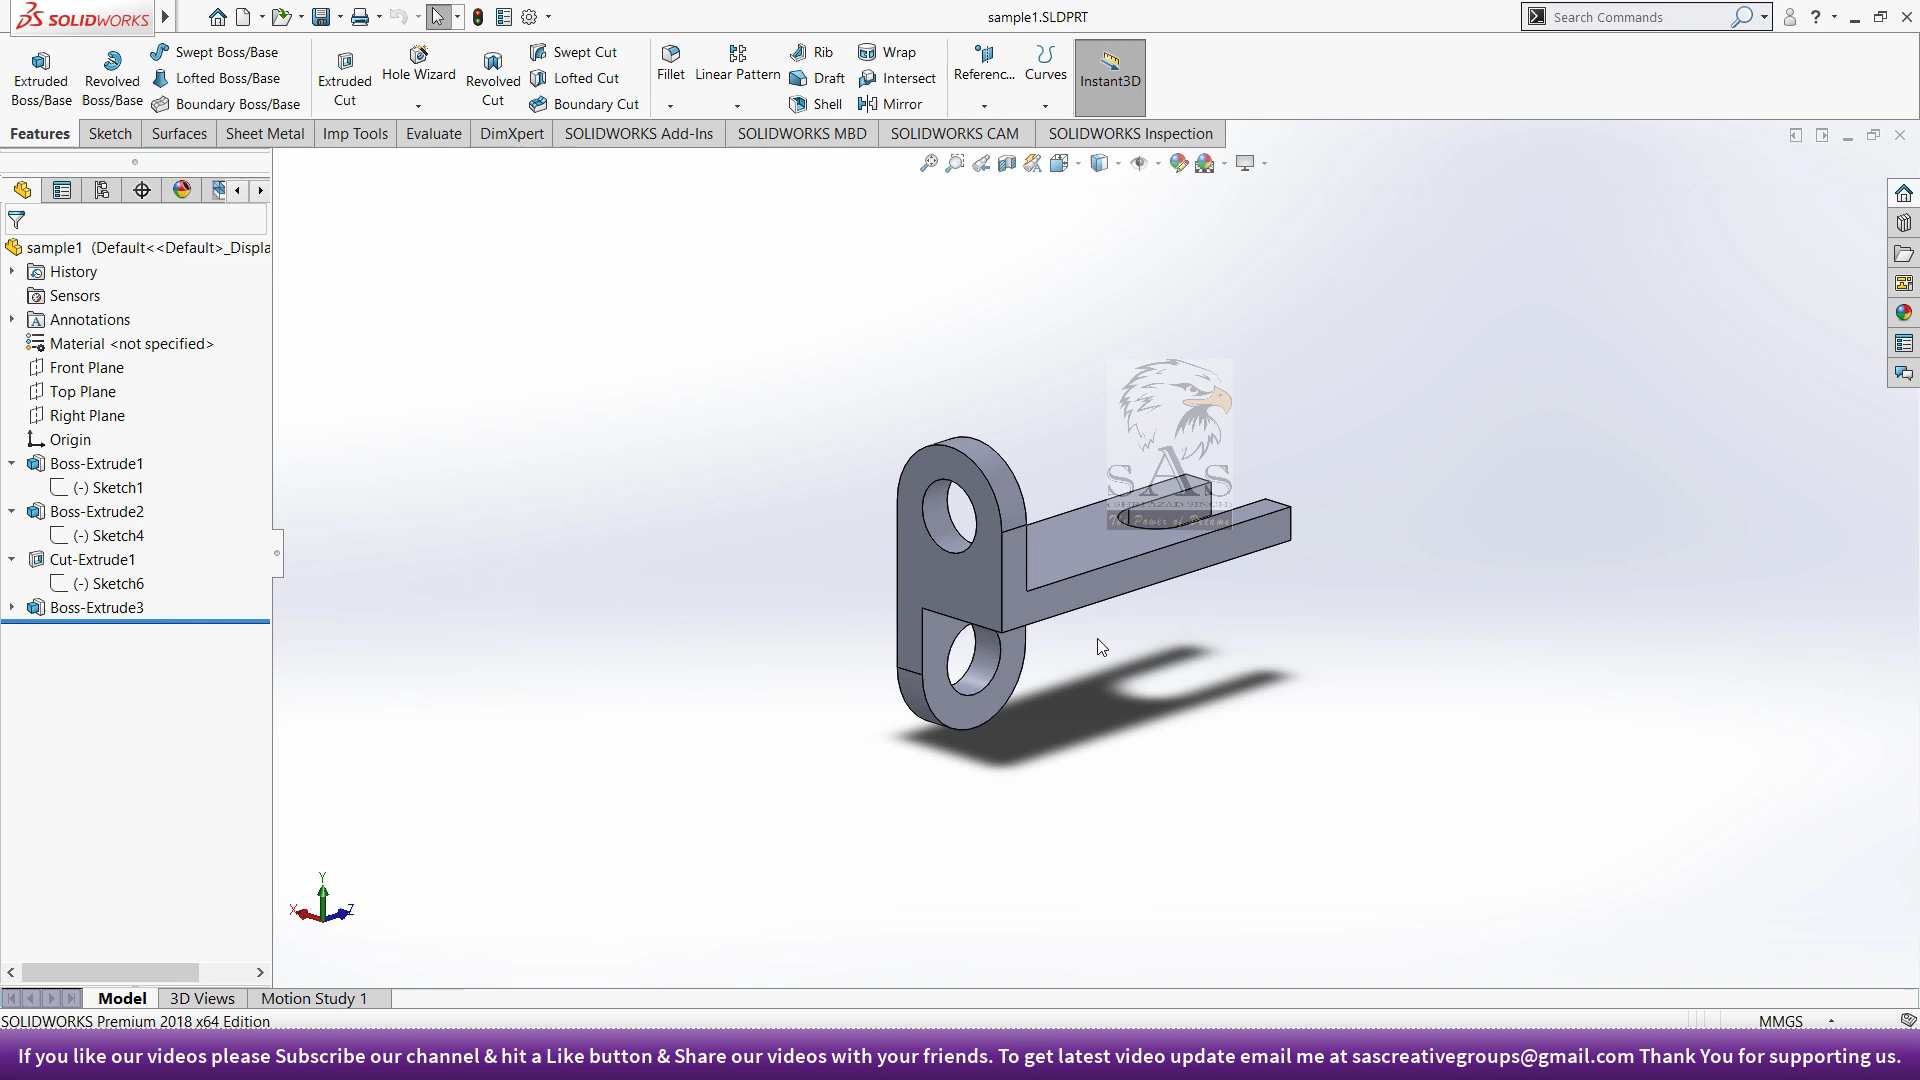 SOLIDWORKS
sample1.SLDPRT
Search Commands
?
Extruded
Boss/Base
Revolved
Boss/Base
Swept Boss/Base
Lofted Boss/Base
Boundary Boss/Base
Extruded
Cut
Hole Wizard
Revolved
Cut
Swept Cut
Lofted Cut
Boundary Cut
Fillet
Linear Pattern
Rib
Draft
Shell
Wrap
Intersect
Mirror
Referenc...
Curves
Instant3D
Features
Sketch
Surfaces
Sheet Metal
Imp Tools
Evaluate
DimXpert
SOLIDWORKS Add-Ins
SOLIDWORKS MBD
SOLIDWORKS CAM
SOLIDWORKS Inspection
sample1 (Default<<Default>_Displa
History
Sensors
Annotations
Material <not specified>
Front Plane
Top Plane
Right Plane
Origin
Boss-Extrude1
(-) Sketch1
Boss-Extrude2
(-) Sketch4
Cut-Extrude1
(-) Sketch6
Boss-Extrude3
SAS
The Power of Dreams
Y
X
Z
Model
3D Views
Motion Study 1
SOLIDWORKS Premium 2018 x64 Edition
MMGS
If you like our videos please Subscribe our channel & hit a Like button & Share our videos with your friends. To get latest video update email me at sascreativegroups@gmail.com Thank You for supporting us.